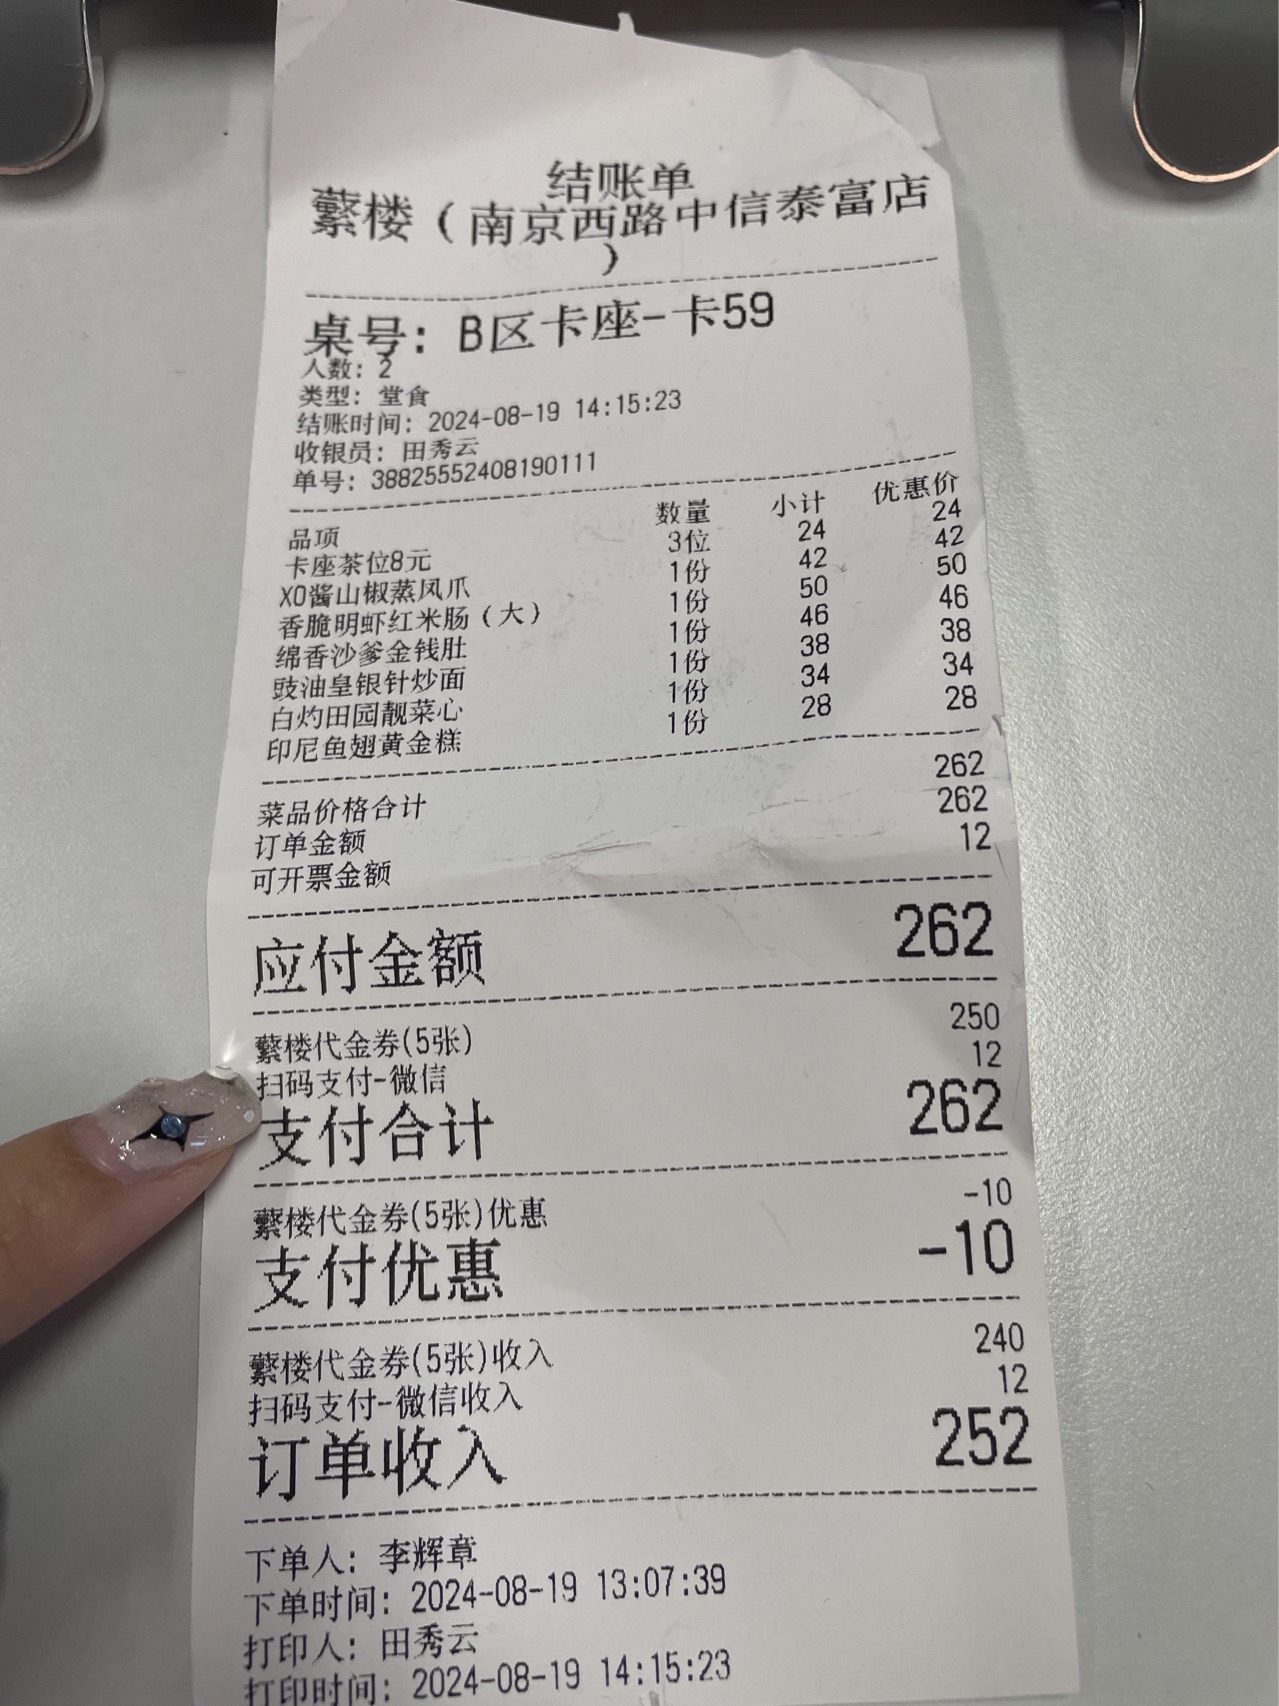 结账单
蘩楼（南京西路中信泰富店
）
桌号：B区卡座-卡59
人数：2
类型：堂食
结账时间：2024-08-19 14:15:23
收银员：田秀云
单号：38825552408190111
品项 数量 小计 优惠价
卡座茶位8元 3位 24 24
XO酱山椒蒸凤爪 1份 42 42
香脆明虾红米肠（大） 1份 50 50
绵香沙爹金钱肚 1份 46 46
豉油皇银针炒面 1份 38 38
白灼田园靓菜心 1份 34 34
印尼鱼翅黄金糕 1份 28 28
菜品价格合计 262
订单金额 262
可开票金额 12
应付金额 262
蘩楼代金券(5张) 250
扫码支付-微信 12
支付合计 262
蘩楼代金券(5张)优惠 -10
支付优惠 -10
蘩楼代金券(5张)收入 240
扫码支付-微信收入 12
订单收入 252
下单人：李辉章
下单时间：2024-08-19 13:07:39
打印人：田秀云
打印时间：2024-08-19 14:15:23